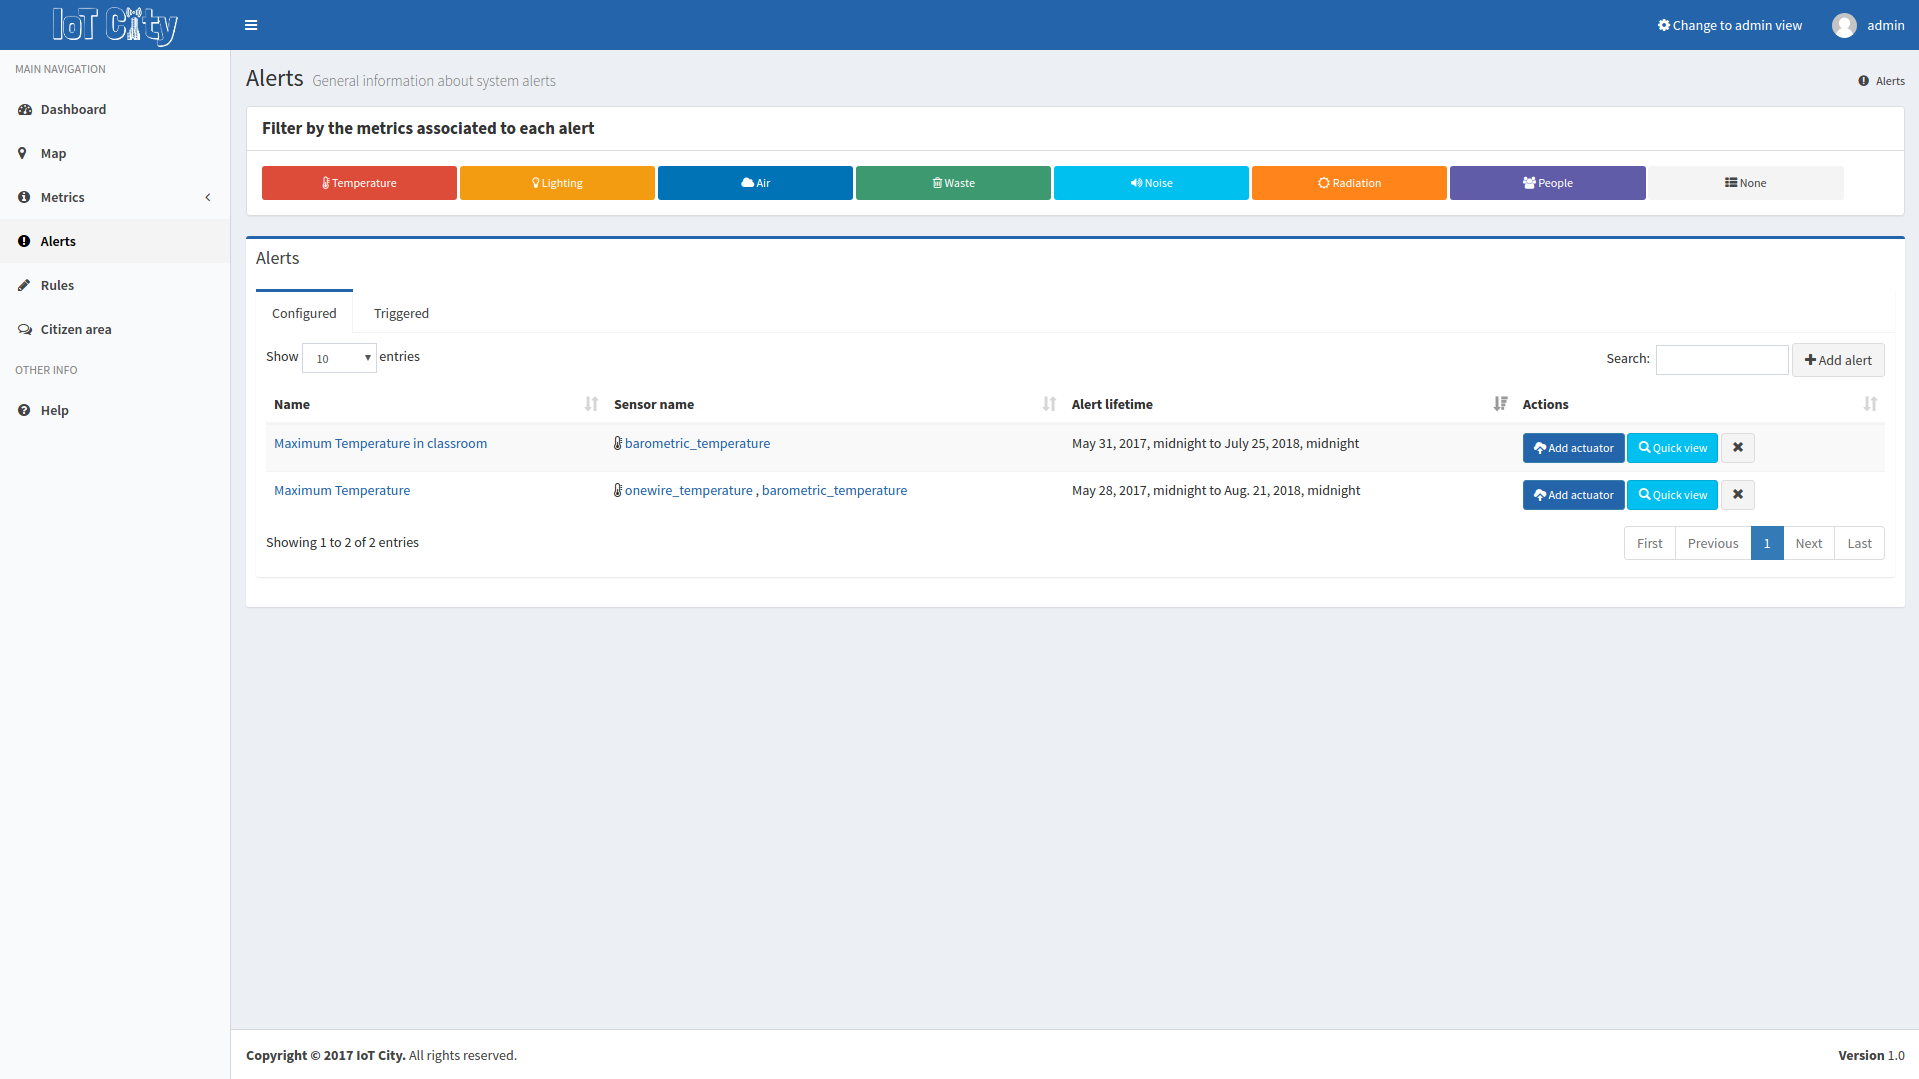 IoT City
Change to admin view
admin
MAIN NAVIGATION
Dashboard
Map
Metrics
Alerts
Rules
Citizen area
OTHER INFO
Help
Alerts General information about system alerts
Alerts
Filter by the metrics associated to each alert
Temperature Lighting Air Waste Noise Radiation People None
Alerts
Configured Triggered
Show 10 entries
Search:
Add alert
Name Sensor name Alert lifetime Actions
Maximum Temperature in classroom barometric_temperature May 31, 2017, midnight to July 25, 2018, midnight Add actuator Quick view
Maximum Temperature onewire_temperature , barometric_temperature May 28, 2017, midnight to Aug. 21, 2018, midnight Add actuator Quick view
Showing 1 to 2 of 2 entries
First Previous 1 Next Last
Copyright © 2017 IoT City. All rights reserved.
Version 1.0